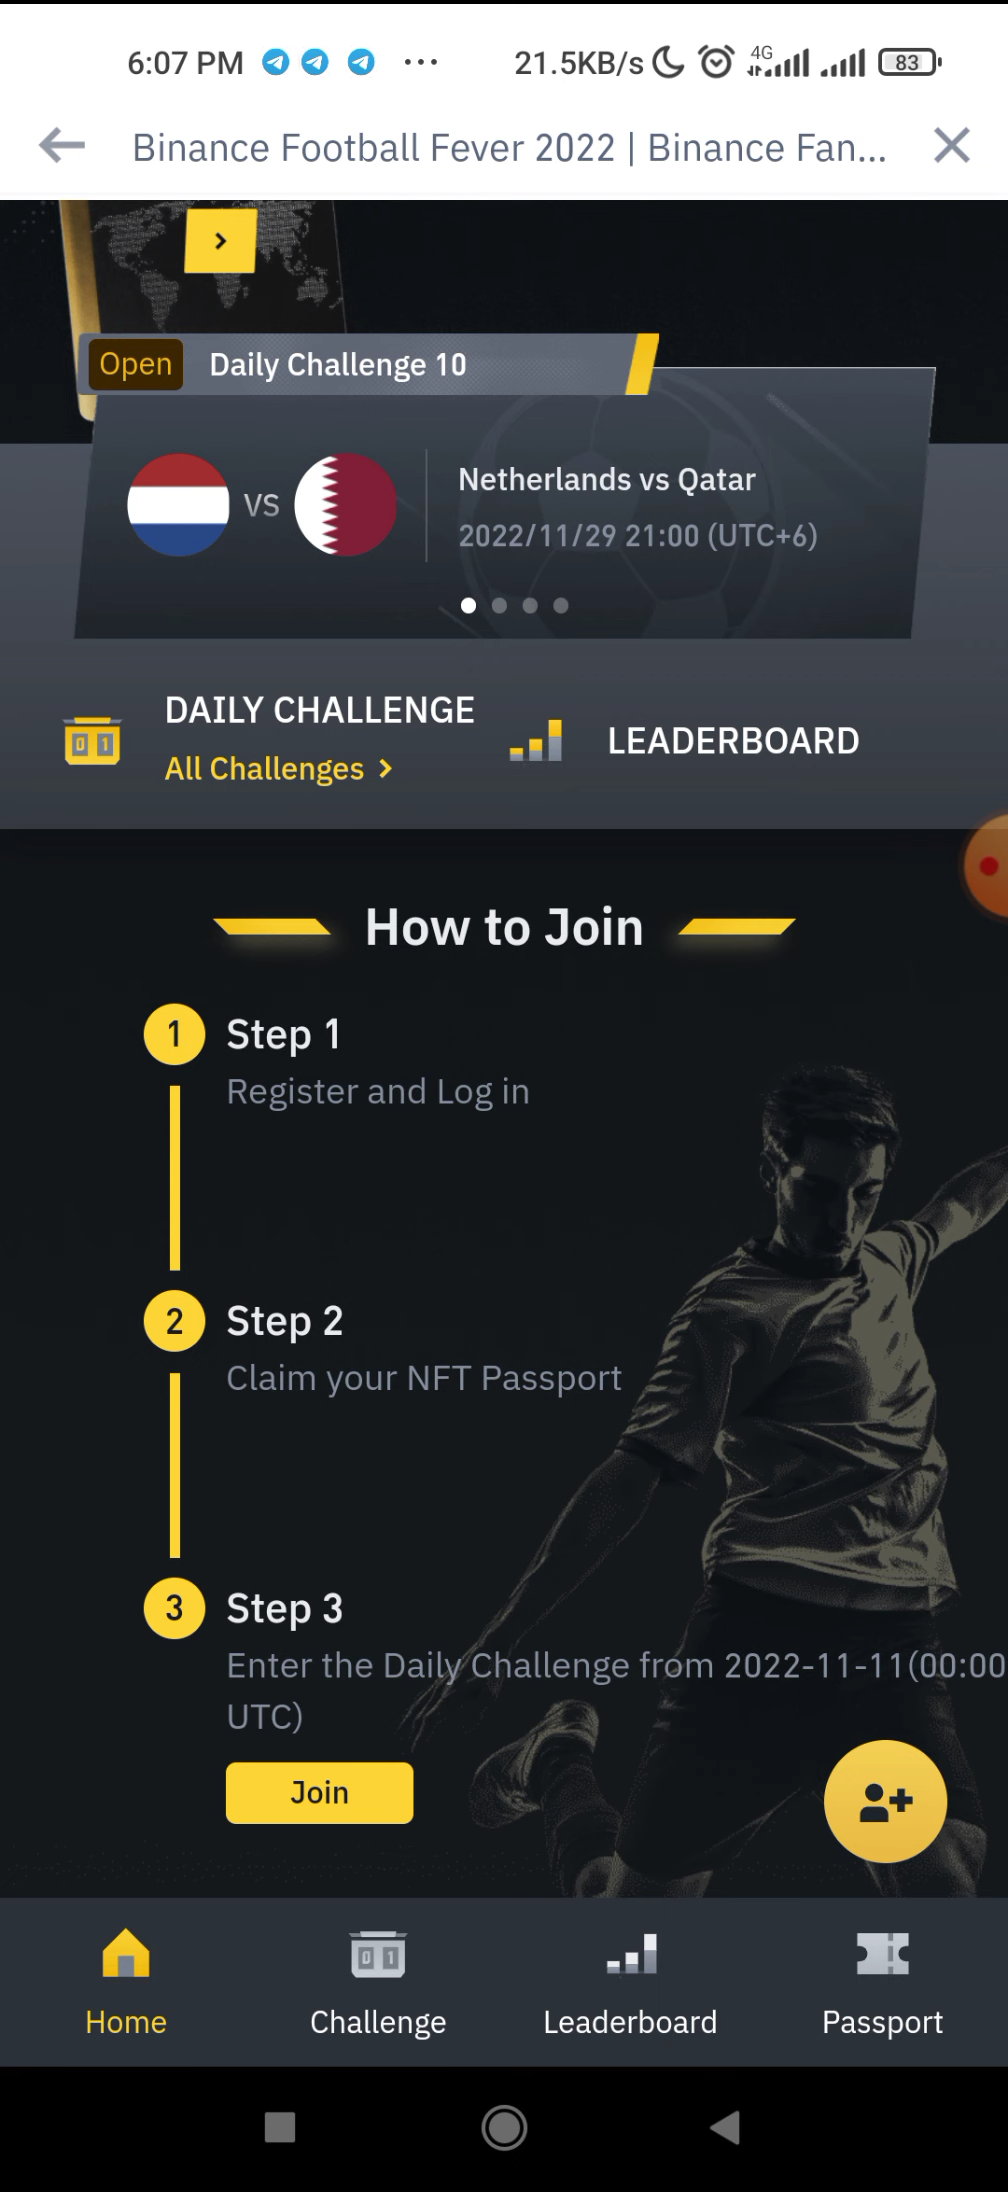 6:07 PM ... 21.5KB/s 4G 83
Binance Football Fever 2022 | Binance Fan...
Open Daily Challenge 10
VS
Netherlands vs Qatar
2022/11/29 21:00 (UTC+6)
DAILY CHALLENGE
All Challenges >
01
LEADERBOARD
How to Join
1 Step 1
Register and Log in
2 Step 2
Claim your NFT Passport
3 Step 3
Enter the Daily Challenge from 2022-11-11(00:00
UTC)
Join
01
Home Challenge Leaderboard Passport